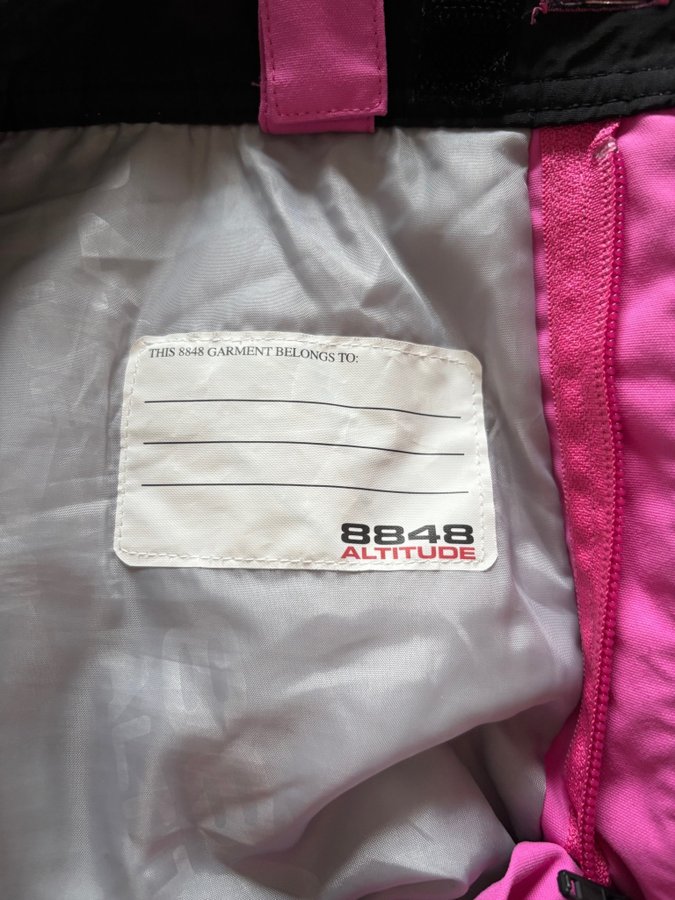 THIS 8848 GARMENT BELONGS TO:
8848
ALTITUDE